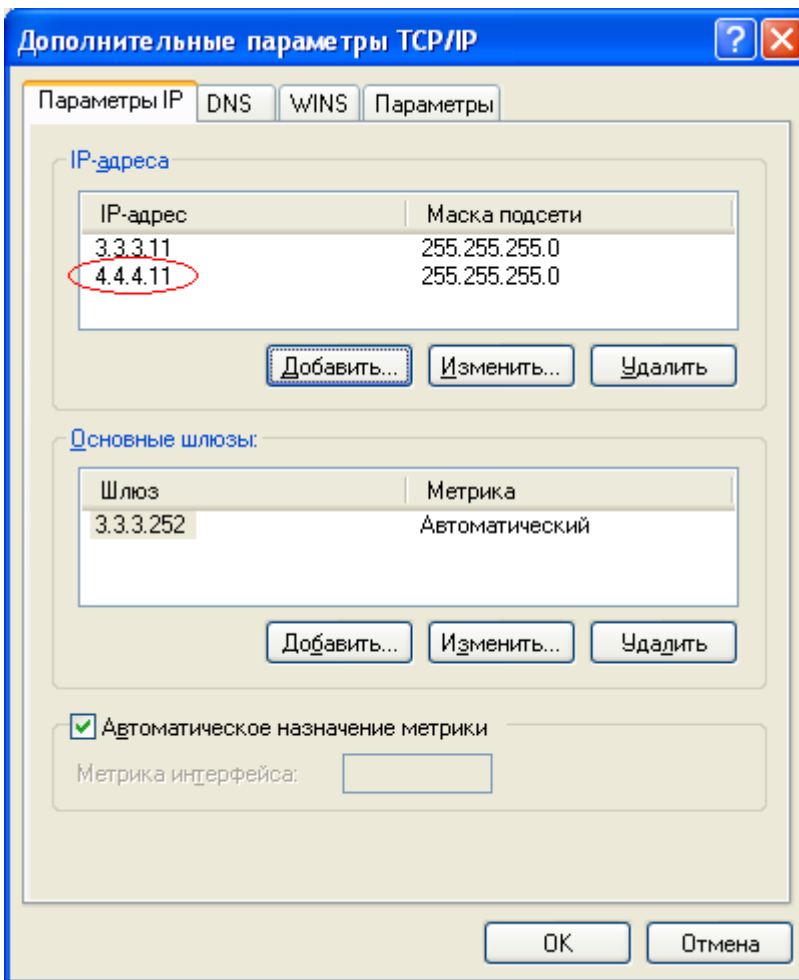 Дополнительные параметры TCP/IP
Параметры IP DNS WINS Параметры
IP-адреса
IP-адрес Маска подсети
3.3.3.11 255.255.255.0
4.4.4.11 255.255.255.0
Добавить... Изменить... Удалить
Основные шлюзы:
Шлюз Метрика
3.3.3.252 Автоматический
Добавить... Изменить... Удалить
Автоматическое назначение метрики
Метрика интерфейса:
OK Отмена